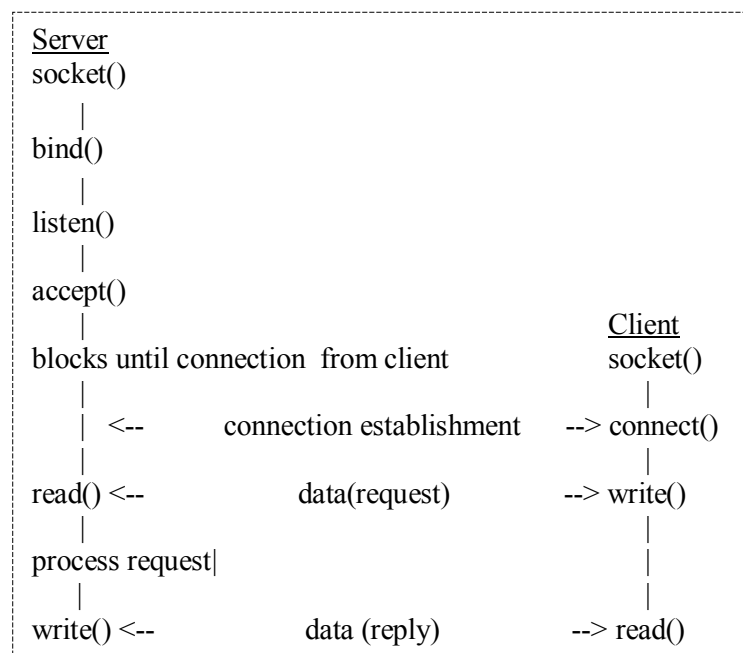 Server
socket()
|
bind()
|
listen()
|
accept()
| Client
blocks until connection from client socket()
| |
| <-- connection establishment --> connect()
| |
read() <-- data(request) --> write()
| |
process request| |
| |
write() <-- data (reply) --> read()